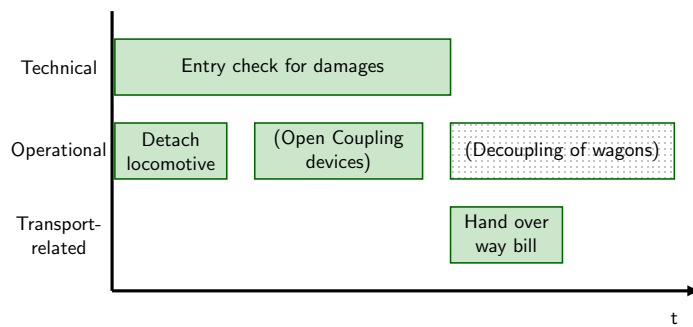 Technical
Entry check for damages
Operational
Detach
locomotive
(Open Coupling
devices)
(Decoupling of wagons)
Transport-
related
Hand over
way bill
t